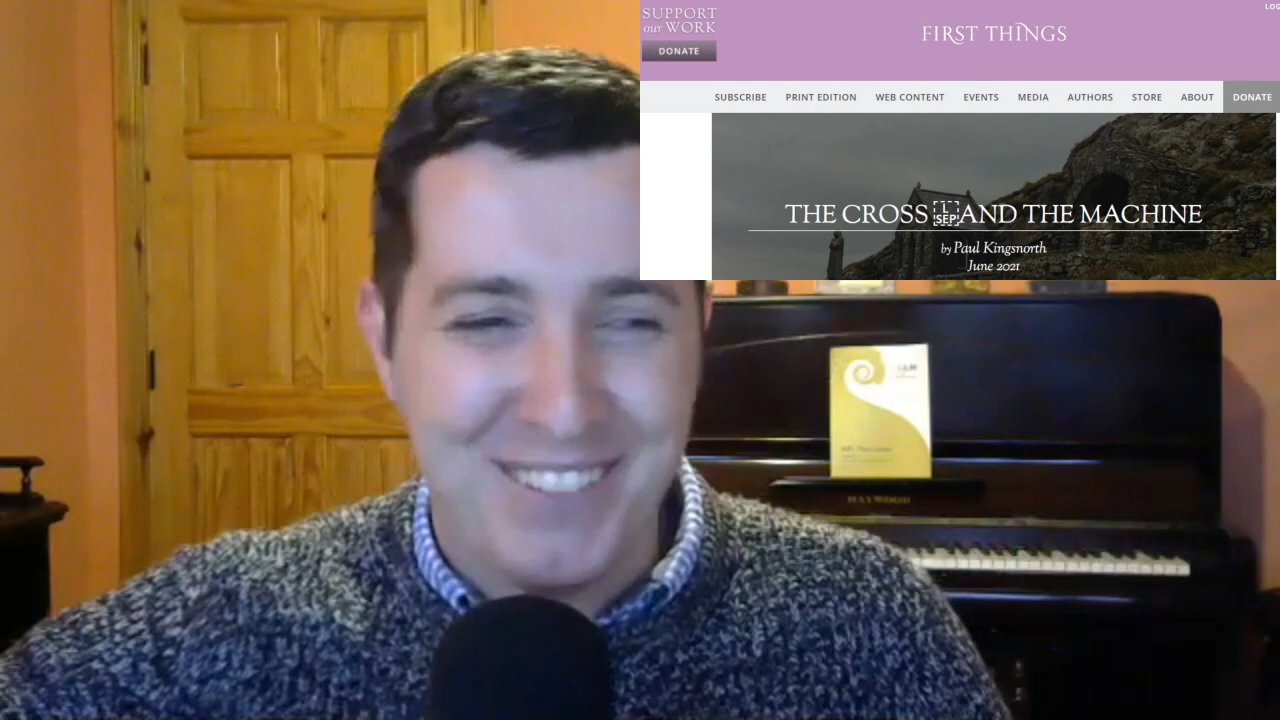 SUPPORT
our WORK
DONATE
FIRST THINGS
LOG
SUBSCRIBE PRINT EDITION WEB CONTENT EVENTS MEDIA AUTHORS STORE ABOUT DONATE
THE CROSS L SEP AND THE MACHINE
by Paul Kingsnorth
June 2021